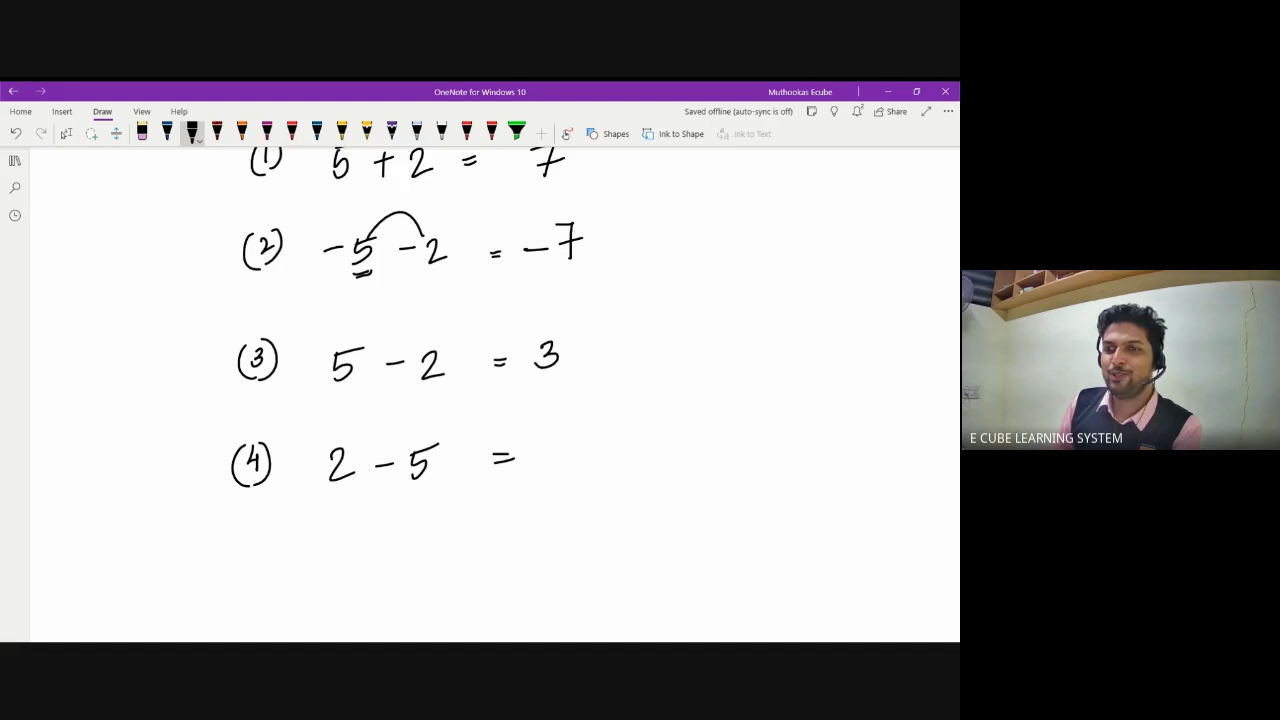 OneNote for Windows 10
Muthookas Ecube
Home Insert Draw View Help
Saved offline (auto-sync is off)
Share
Shapes
Ink to Shape
Ink to Text
(1) 5 + 2 = 7
(2) - 5 - 2 = - 7
(3) 5 - 2 = 3
(4) 2 - 5 =
E CUBE LEARNING SYSTEM